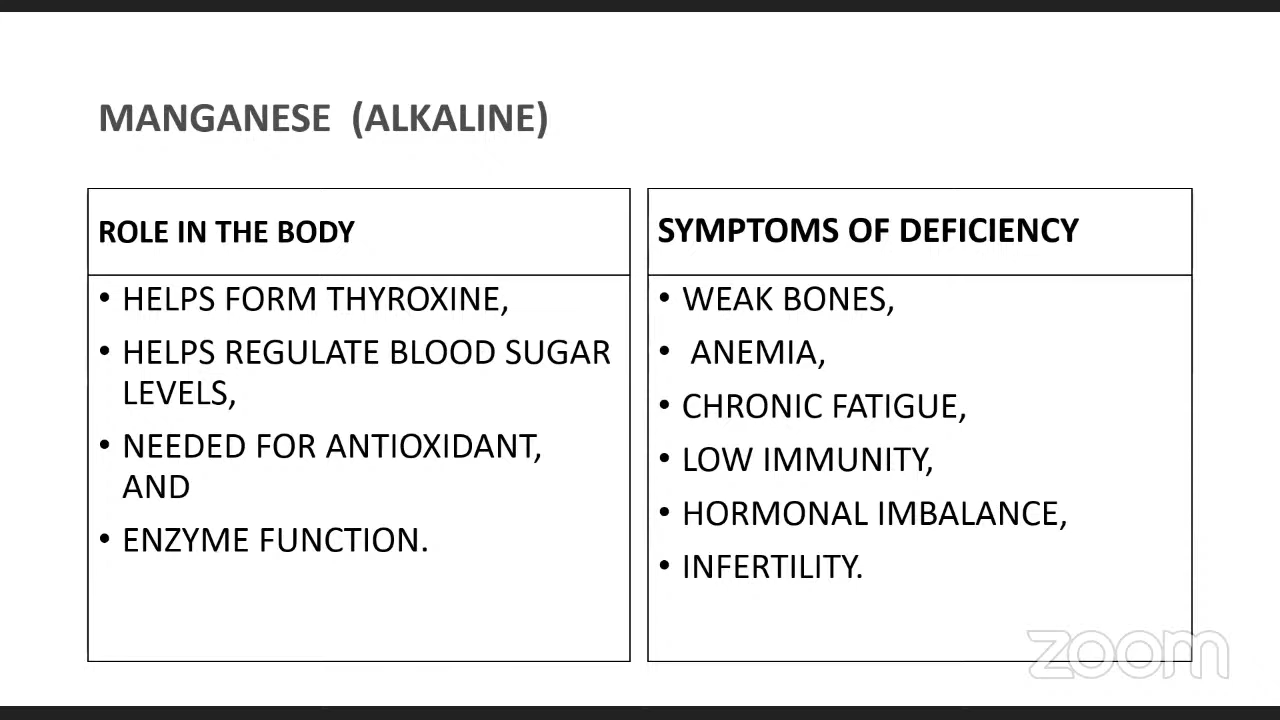 MANGANESE (ALKALINE)
ROLE IN THE BODY
• HELPS FORM THYROXINE,
• HELPS REGULATE BLOOD SUGAR
LEVELS,
• NEEDED FOR ANTIOXIDANT,
AND
• ENZYME FUNCTION.
SYMPTOMS OF DEFICIENCY
• WEAK BONES,
• ANEMIA,
• CHRONIC FATIGUE,
• LOW IMMUNITY,
• HORMONAL IMBALANCE,
• INFERTILITY.
zoom